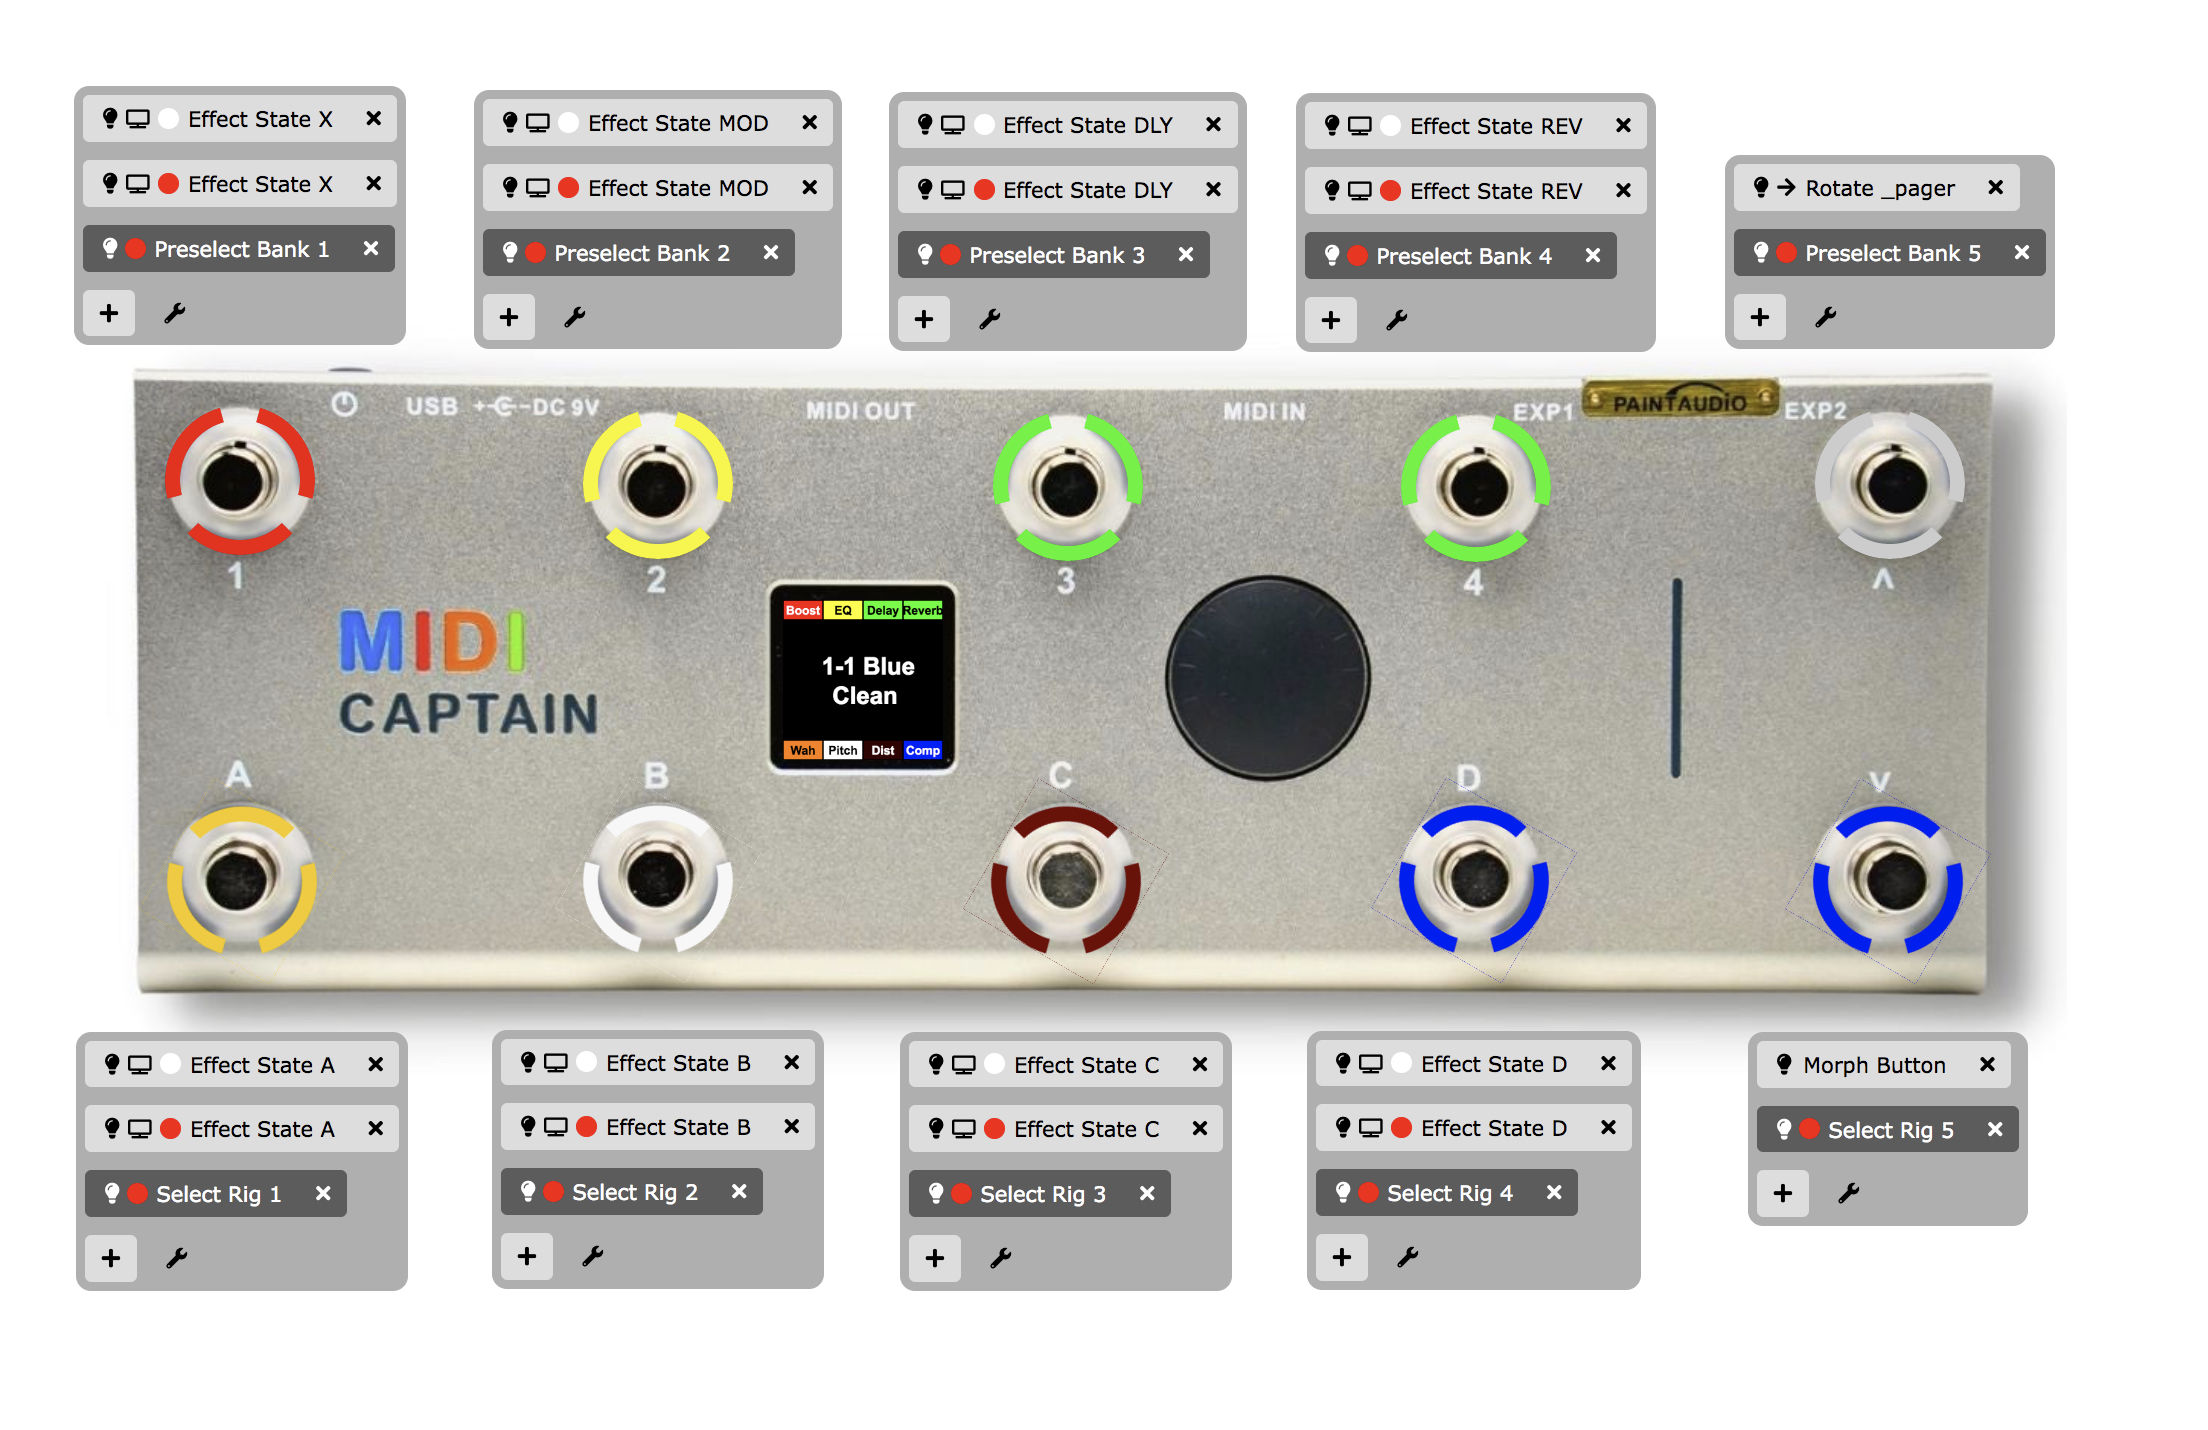 Effect State X
Effect State X
Preselect Bank 1
Effect State MOD
Effect State MOD
Preselect Bank 2
Effect State DLY
Effect State DLY
Preselect Bank 3
Effect State REV
Effect State REV
Preselect Bank 4
Rotate _pager
Preselect Bank 5
USB
DC 9V
MIDI OUT
MIDI IN
EXP1
PAINTAUDIO
EXP2
1
2
3
4
Λ
MIDI
CAPTAIN
Boost EQ Delay Reverb
1-1 Blue
Clean
Wah Pitch Dist Comp
A
B
C
D
V
Effect State A
Effect State A
Select Rig 1
Effect State B
Effect State B
Select Rig 2
Effect State C
Effect State C
Select Rig 3
Effect State D
Effect State D
Select Rig 4
Morph Button
Select Rig 5